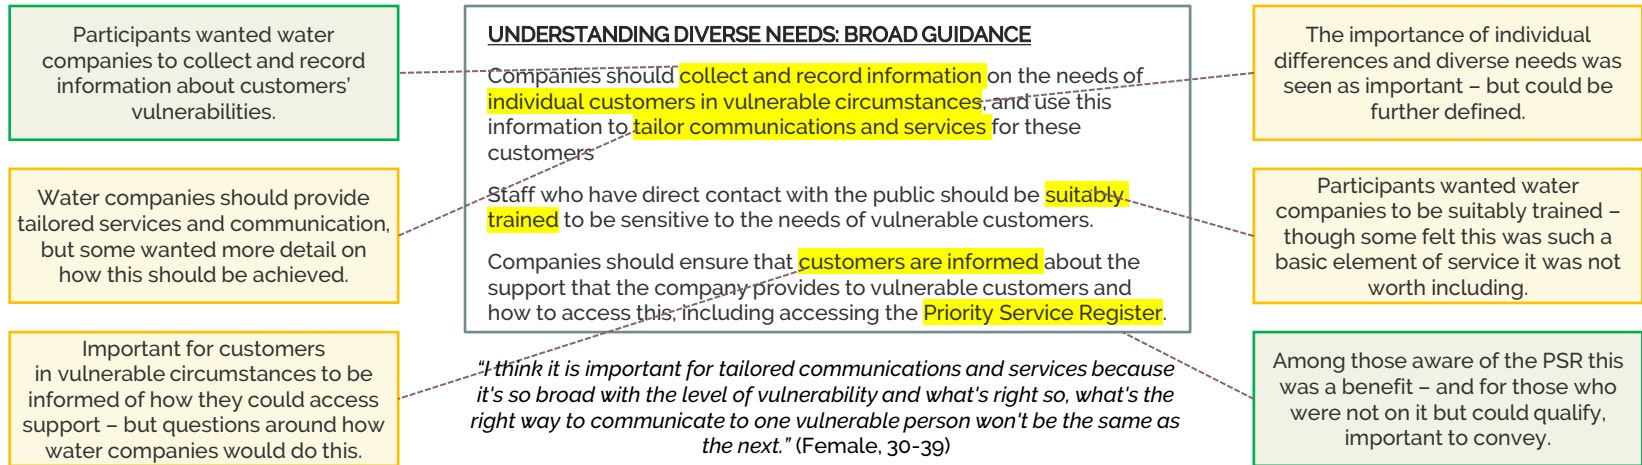 Participants wanted water
companies to collect and record
information about customers'
vulnerabilities.
Water companies should provide
tailored services and communication,
but some wanted more detail on
how this should be achieved.
Important for customers
in vulnerable circumstances to be
informed of how they could access
support – but questions around how
water companies would do this.
UNDERSTANDING DIVERSE NEEDS: BROAD GUIDANCE
Companies should collect and record information on the needs of
individual customers in vulnerable circumstances, and use this
information to tailor communications and services for these
customers
Staff who have direct contact with the public should be suitably
trained to be sensitive to the needs of vulnerable customers.
Companies should ensure that customers are informed about the
support that the company provides to vulnerable customers and
how to access this, including accessing the Priority Service Register.
"I think it is important for tailored communications and services because
it's so broad with the level of vulnerability and what's right so, what's the
right way to communicate to one vulnerable person won't be the same as
the next." (Female, 30-39)
The importance of individual
differences and diverse needs was
seen as important – but could be
further defined.
Participants wanted water
companies to be suitably trained –
though some felt this was such a
basic element of service it was not
worth including.
Among those aware of the PSR this
was a benefit – and for those who
were not on it but could qualify,
important to convey.